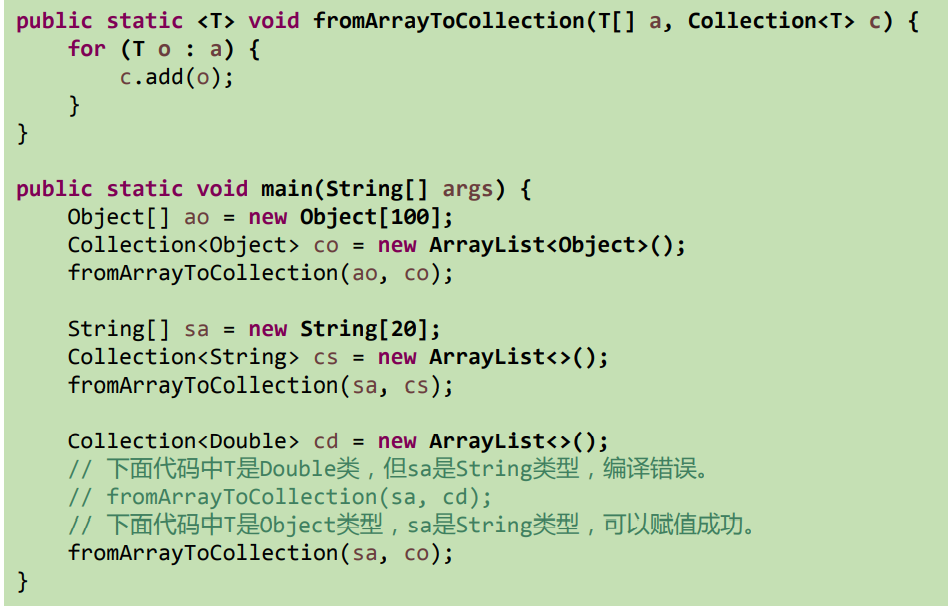 public static <T> void fromArrayToCollection(T[] a, Collection<T> c) {
    for (T o : a) {
        c.add(o);
    }
}

public static void main(String[] args) {
    Object[] ao = new Object[100];
    Collection<Object> co = new ArrayList<Object>();
    fromArrayToCollection(ao, co);

    String[] sa = new String[20];
    Collection<String> cs = new ArrayList<>();
    fromArrayToCollection(sa, cs);

    Collection<Double> cd = new ArrayList<>();
    // 下面代码中T是Double类，但sa是String类型，编译错误。
    // fromArrayToCollection(sa, cd);
    // 下面代码中T是Object类型，sa是String类型，可以赋值成功。
    fromArrayToCollection(sa, co);
}